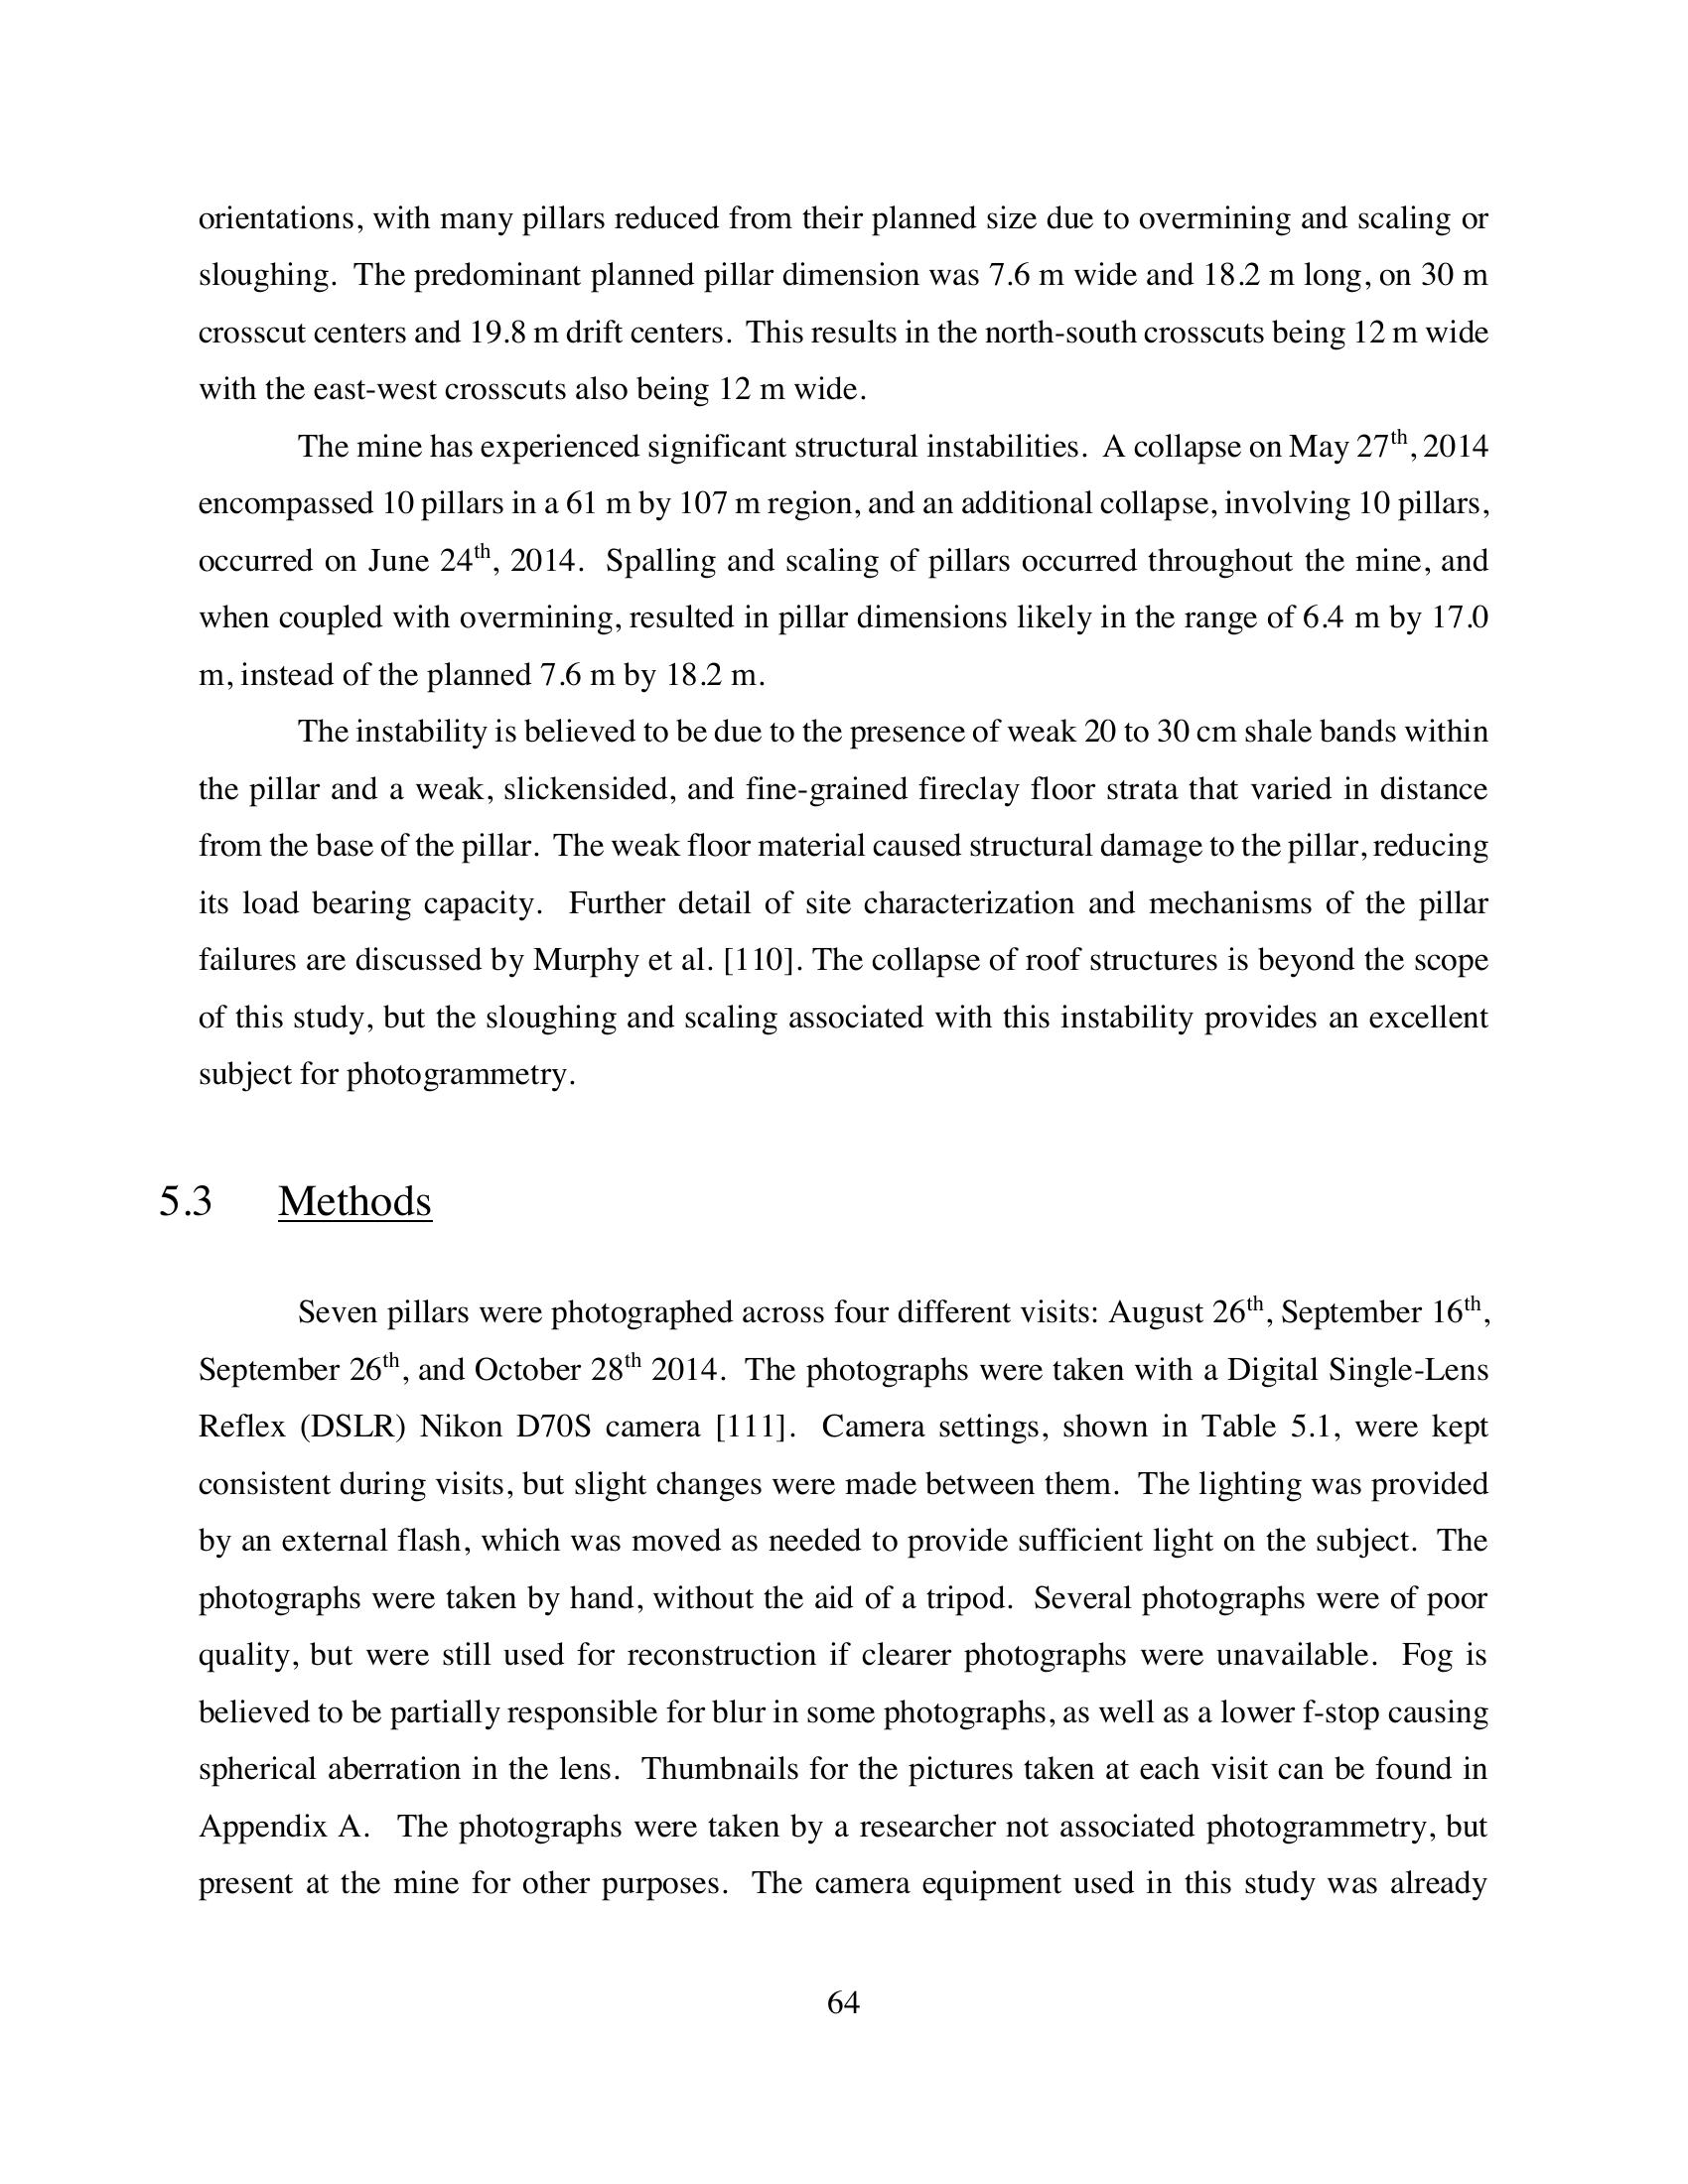 orientations, with many pillars reduced from their planned size due to overmining and scaling or
sloughing. The predominant planned pillar dimension was 7.6 m wide and 18.2 m long, on 30 m
crosscut centers and 19.8 m drift centers. This results in the north-south crosscuts being 12 m wide
with the east-west crosscuts also being 12 m wide.
The mine has experienced significant structural instabilities. A collapse on May 27th, 2014
encompassed 10 pillars in a 61 m by 107 m region, and an additional collapse, involving 10 pillars,
occurred on June 24th, 2014. Spalling and scaling of pillars occurred throughout the mine, and
when coupled with overmining, resulted in pillar dimensions likely in the range of 6.4 m by 17.0
m, instead of the planned 7.6 m by 18.2 m.
The instability is believed to be due to the presence of weak 20 to 30 cm shale bands within
the pillar and a weak, slickensided, and fine-grained fireclay floor strata that varied in distance
from the base of the pillar. The weak floor material caused structural damage to the pillar, reducing
its load bearing capacity. Further detail of site characterization and mechanisms of the pillar
failures are discussed by Murphy et al. [110]. The collapse of roof structures is beyond the scope
of this study, but the sloughing and scaling associated with this instability provides an excellent
subject for photogrammetry.
5.3 Methods
Seven pillars were photographed across four different visits: August 26th, September 16th,
September 26th, and October 28th 2014. The photographs were taken with a Digital Single-Lens
Reflex (DSLR) Nikon D70S camera [111]. Camera settings, shown in Table 5.1, were kept
consistent during visits, but slight changes were made between them. The lighting was provided
by an external flash, which was moved as needed to provide sufficient light on the subject. The
photographs were taken by hand, without the aid of a tripod. Several photographs were of poor
quality, but were still used for reconstruction if clearer photographs were unavailable. Fog is
believed to be partially responsible for blur in some photographs, as well as a lower f-stop causing
spherical aberration in the lens. Thumbnails for the pictures taken at each visit can be found in
Appendix A. The photographs were taken by a researcher not associated photogrammetry, but
present at the mine for other purposes. The camera equipment used in this study was already
64